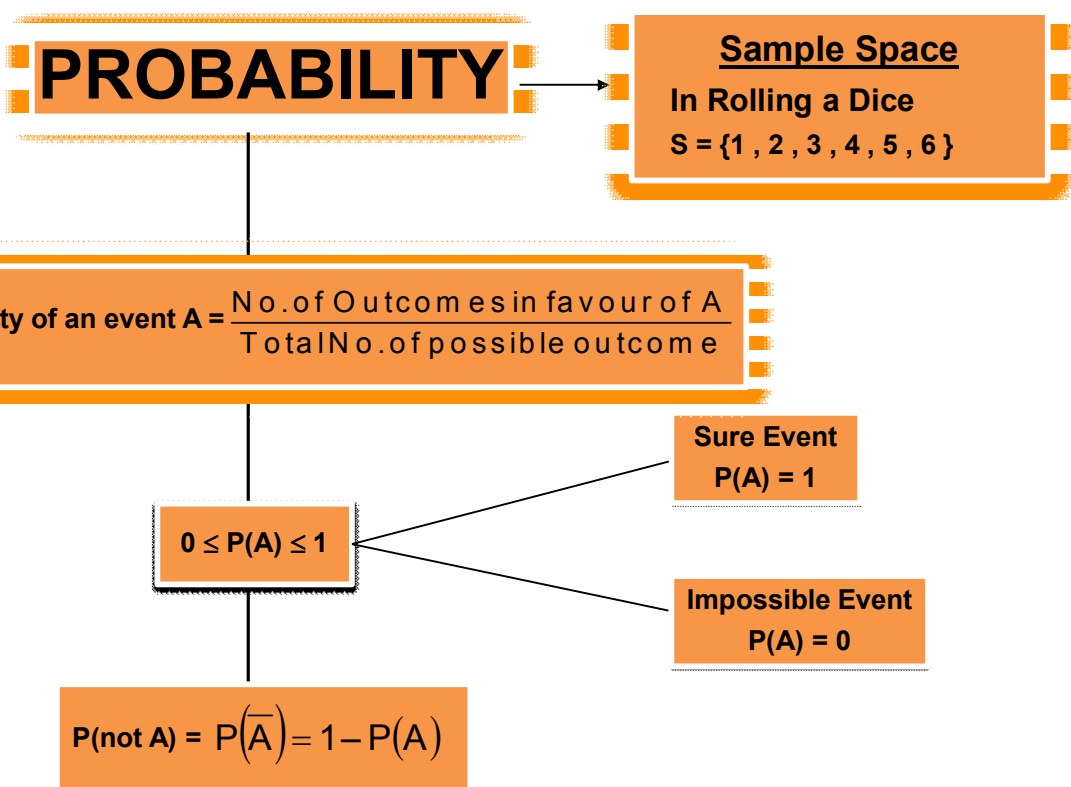 PROBABILITY
Sample Space
In Rolling a Dice
S = {1 , 2 , 3 , 4 , 5 , 6 }
ty of an event A = No.of Outcomes in favour of A
Total No.of possible outcome
Sure Event
P(A) = 1
0 ≤ P(A) ≤ 1
Impossible Event
P(A) = 0
P(not A) = P(A̅) = 1 – P(A)